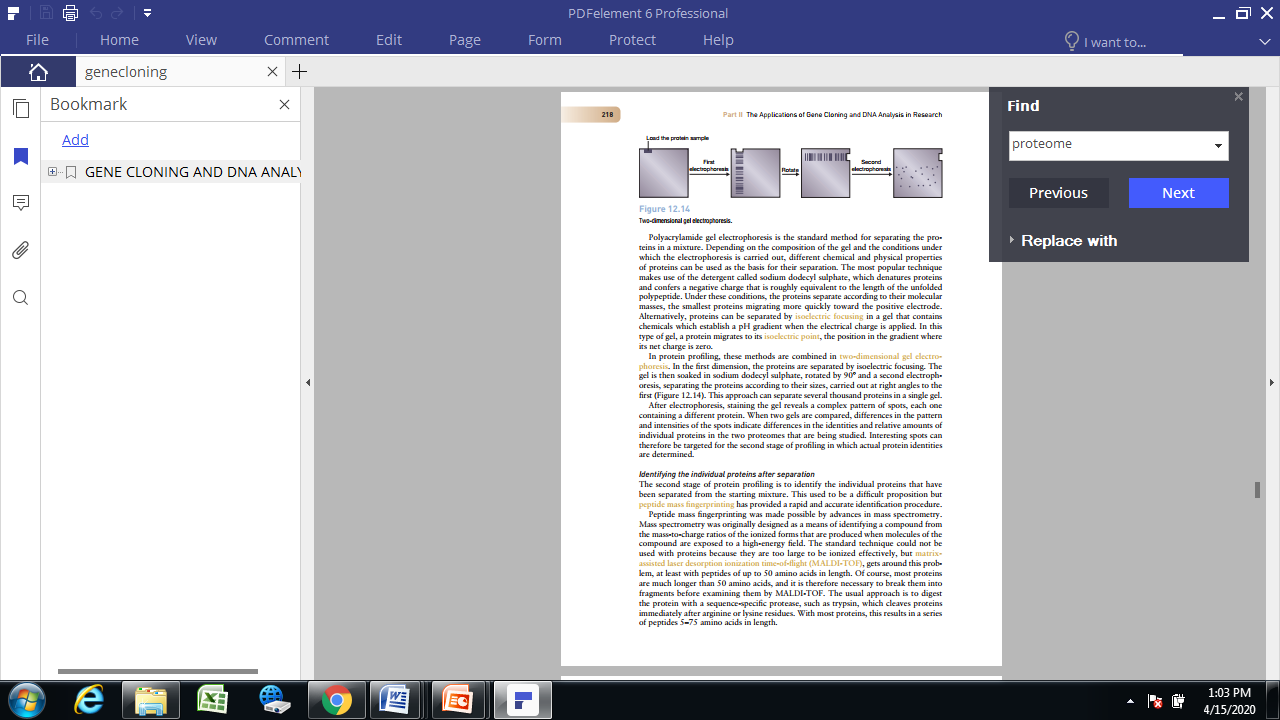 PDFelement 6 Professional
File Home View Comment Edit Page Form Protect Help I want to...
genecloning
Bookmark
Add
GENE CLONING AND DNA ANALY
Find
proteome
Previous Next
Replace with
218 Part II The Applications of Gene Cloning and DNA Analysis in Research
Load the protein sample
First electrophoresis
Rotate
Second electrophoresis
Figure 12.14
Two-dimensional gel electrophoresis.
Polyacrylamide gel electrophoresis is the standard method for separating the pro-
teins in a mixture. Depending on the composition of the gel and the conditions under
which the electrophoresis is carried out, different chemical and physical properties
of proteins can be used as the basis for their separation. The most popular technique
makes use of the detergent called sodium dodecyl sulphate, which denatures proteins
and confers a negative charge that is roughly equivalent to the length of the unfolded
polypeptide. Under these conditions, the proteins separate according to their molecular
masses, the smallest proteins migrating more quickly toward the positive electrode.
Alternatively, proteins can be separated by isoelectric focusing in a gel that contains
chemicals which establish a pH gradient when the electrical charge is applied. In this
type of gel, a protein migrates to its isoelectric point, the position in the gradient where
its net charge is zero.
In protein profiling, these methods are combined in two-dimensional gel electro-
phoresis. In the first dimension, the proteins are separated by isoelectric focusing. The
gel is then soaked in sodium dodecyl sulphate, rotated by 90° and a second electroph-
oresis, separating the proteins according to their sizes, carried out at right angles to the
first (Figure 12.14). This approach can separate several thousand proteins in a single gel.
After electrophoresis, staining the gel reveals a complex pattern of spots, each one
containing a different protein. When two gels are compared, differences in the pattern
and intensities of the spots indicate differences in the identities and relative amounts of
individual proteins in the two proteomes that are being studied. Interesting spots can
therefore be targeted for the second stage of profiling in which actual protein identities
are determined.
Identifying the individual proteins after separation
The second stage of protein profiling is to identify the individual proteins that have
been separated from the starting mixture. This used to be a difficult proposition but
peptide mass fingerprinting has provided a rapid and accurate identification procedure.
Peptide mass fingerprinting was made possible by advances in mass spectrometry.
Mass spectrometry was originally designed as a means of identifying a compound from
the mass-to-charge ratios of the ionized forms that are produced when molecules of the
compound are exposed to a high-energy field. The standard technique could not be
used with proteins because they are too large to be ionized effectively, but matrix-
assisted laser desorption ionization time-of-flight (MALDI-TOF), gets around this prob-
lem, at least with peptides of up to 50 amino acids in length. Of course, most proteins
are much longer than 50 amino acids, and it is therefore necessary to break them into
fragments before examining them by MALDI-TOF. The usual approach is to digest
the protein with a sequence-specific protease, such as trypsin, which cleaves proteins
immediately after arginine or lysine residues. With most proteins, this results in a series
of peptides 5–75 amino acids in length.
1:03 PM
4/15/2020